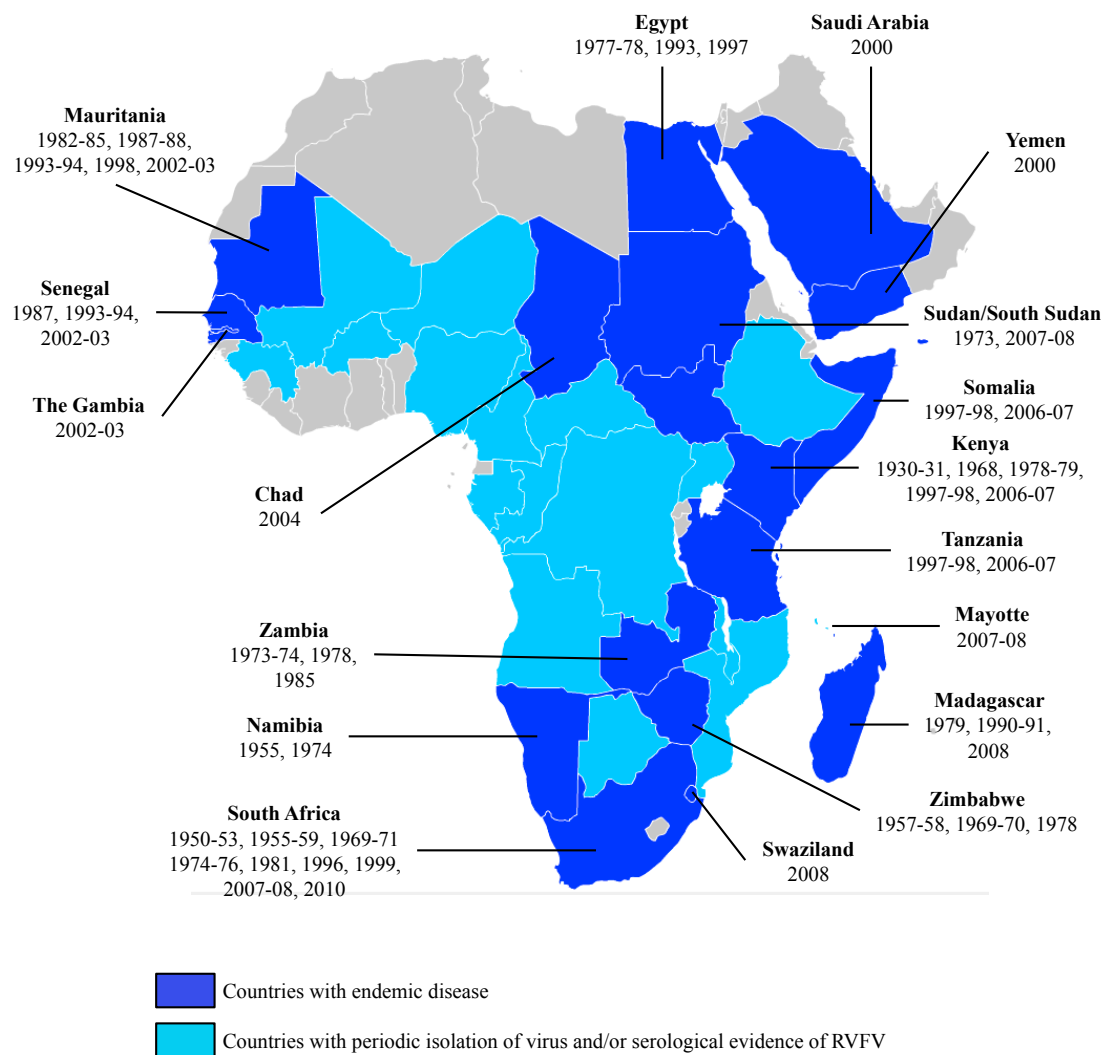 Egypt
1977-78, 1993, 1997
Saudi Arabia
2000
Mauritania
1982-85, 1987-88,
1993-94, 1998, 2002-03
Yemen
2000
Senegal
1987, 1993-94,
2002-03
Sudan/South Sudan
1973, 2007-08
The Gambia
2002-03
Somalia
1997-98, 2006-07
Kenya
1930-31, 1968, 1978-79,
1997-98, 2006-07
Chad
2004
Tanzania
1997-98, 2006-07
Mayotte
2007-08
Zambia
1973-74, 1978,
1985
Madagascar
1979, 1990-91,
2008
Namibia
1955, 1974
Zimbabwe
1957-58, 1969-70, 1978
South Africa
1950-53, 1955-59, 1969-71
1974-76, 1981, 1996, 1999,
2007-08, 2010
Swaziland
2008
Countries with endemic disease
Countries with periodic isolation of virus and/or serological evidence of RVFV